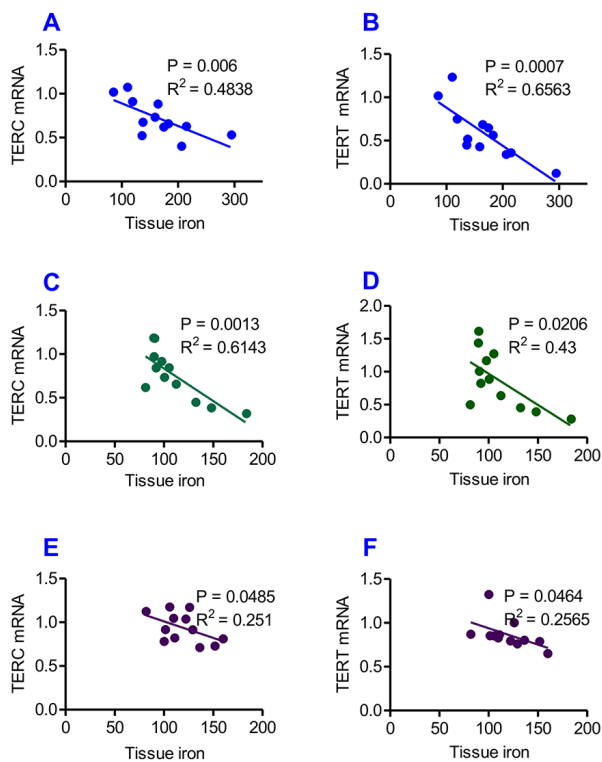 A
P = 0.006
R2 = 0.4838
TERC mRNA
1.5
1.0
0.5
0.0
0 100 200 300
Tissue iron
B
P = 0.0007
R2 = 0.6563
TERT mRNA
1.5
1.0
0.5
0.0
0 100 200 300
Tissue iron
C
P = 0.0013
R2 = 0.6143
TERC mRNA
1.5
1.0
0.5
0.0
0 50 100 150 200
Tissue iron
D
P = 0.0206
R2 = 0.43
TERT mRNA
2.0
1.5
1.0
0.5
0.0
0 50 100 150 200
Tissue iron
E
P = 0.0485
R2 = 0.251
TERC mRNA
1.5
1.0
0.5
0.0
0 50 100 150 200
Tissue iron
F
P = 0.0464
R2 = 0.2565
TERT mRNA
1.5
1.0
0.5
0.0
0 50 100 150 200
Tissue iron